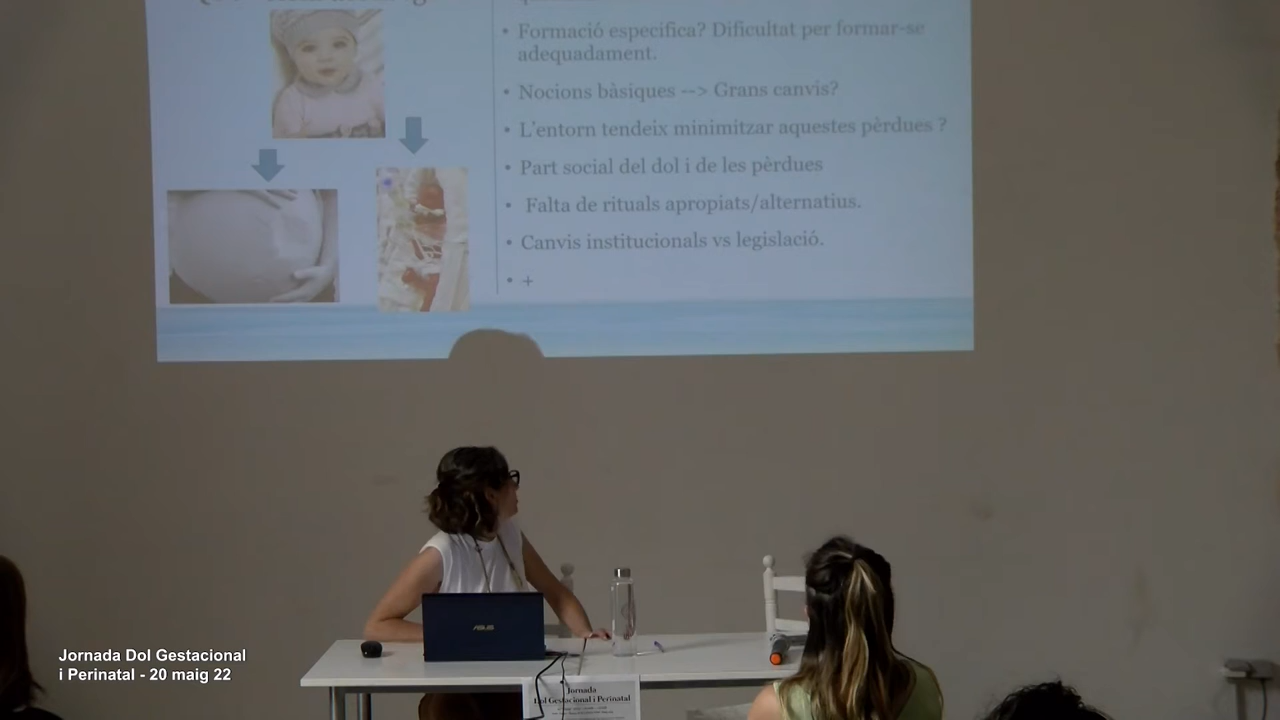 • Formació especifica? Dificultat per formar-se
adequadament.
• Nocions bàsiques --> Grans canvis?
• L'entorn tendeix minimitzar aquestes pèrdues ?
• Part social del dol i de les pèrdues
• Falta de rituals apropiats/alternatius.
• Canvis institucionals vs legislació.
• +
ASUS
Jornada Dol Gestacional
i Perinatal - 20 maig 22
Jornada
Dol Gestacional i Perinatal